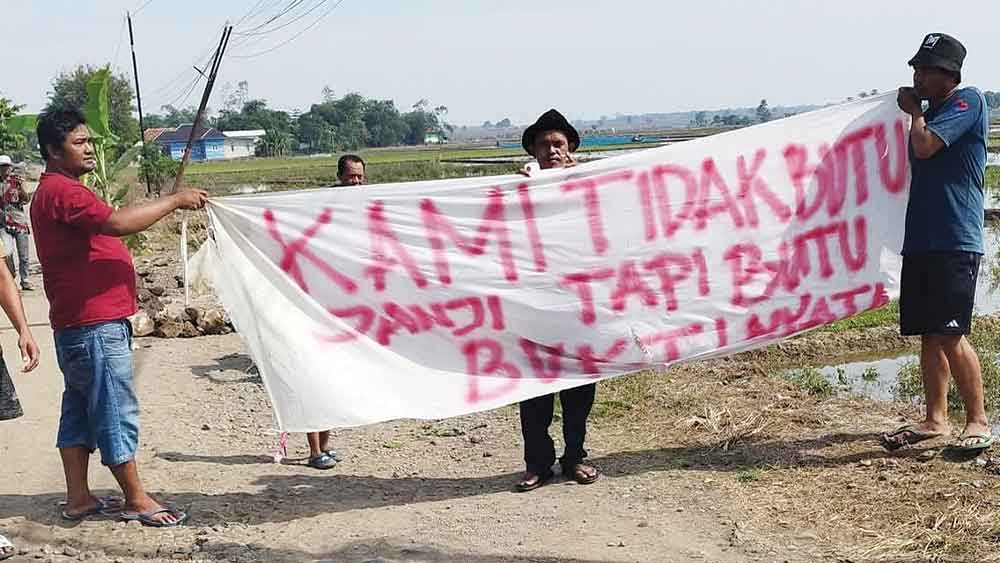 KAMI TIDAK BUTU
JANJI TAPI BUTU
BUKTI NYATA